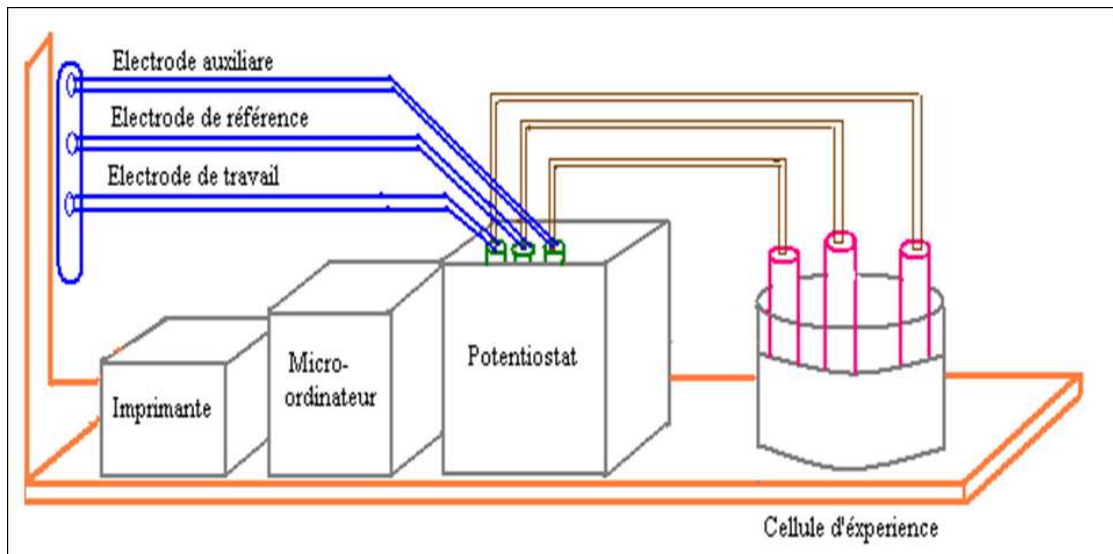 Electrode auxiliare
Electrode de référence
Electrode de travail
Potentiostat
Micro-
ordinateur
Imprimante
Cellule d'éxperience